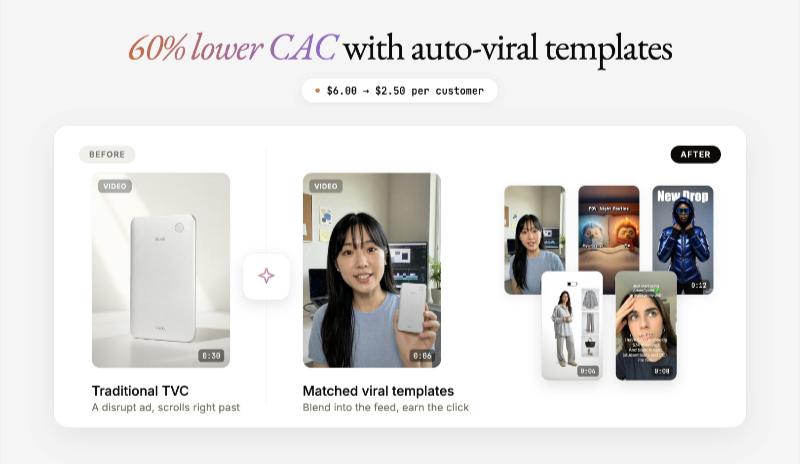 60% lower CAC with auto-viral templates
$6.00 → $2.50 per customer
BEFORE
AFTER
VIDEO
0:30
Traditional TVC
A disrupt ad, scrolls right past
VIDEO
0:06
Matched viral templates
Blend into the feed, earn the click
New Drop
0:12
0:06
0:08